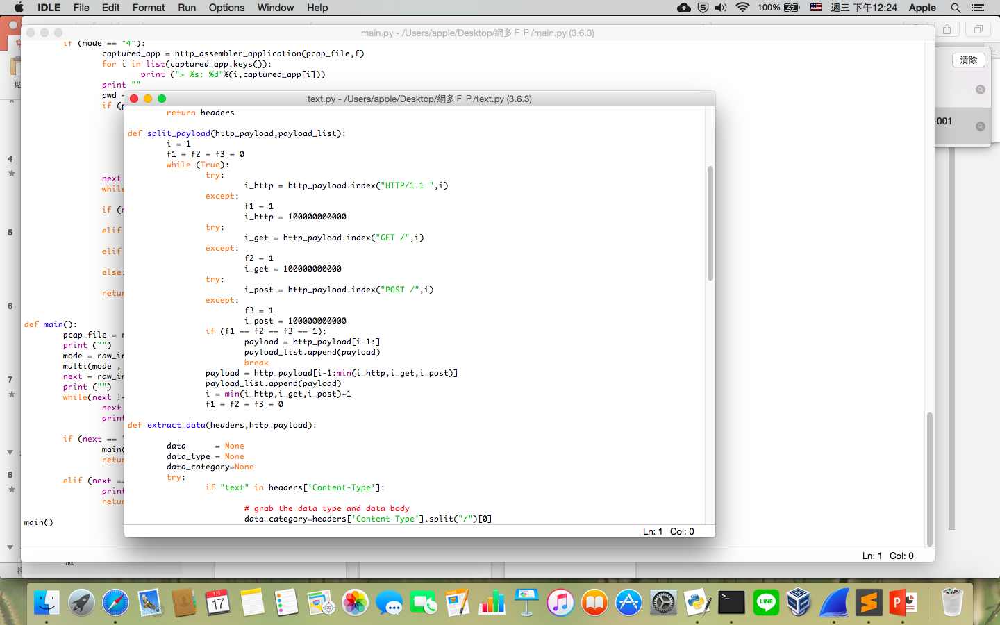 IDLE File Edit Format Run Options Window Help
100% 週三 下午12:24 Apple
main.py - /Users/apple/Desktop/網多ＦＰ/main.py (3.6.3)
清除
-001
if (mode == "4"):
captured_app = http_assembler_application(pcap_file,f)
for i in list(captured_app.keys()):
print ("> %s: %d"%(i,captured_app[i]))
print ""
pwd =
if (p
next
while
if (n
elif
elif
else:
retur
def main():
pcap_file = r
print ("")
mode = raw_in
multi(mode ,
next = raw_in
print ("")
while(next !=
next
print
if (next == "
main(
retur
elif (next ==
print
retur
main()
Ln: 1 Col: 0
4
5
6
7
8
text.py - /Users/apple/Desktop/網多ＦＰ/text.py (3.6.3)
return headers
def split_payload(http_payload,payload_list):
i = 1
f1 = f2 = f3 = 0
while (True):
try:
i_http = http_payload.index("HTTP/1.1 ",i)
except:
f1 = 1
i_http = 100000000000
try:
i_get = http_payload.index("GET /",i)
except:
f2 = 1
i_get = 100000000000
try:
i_post = http_payload.index("POST /",i)
except:
f3 = 1
i_post = 100000000000
if (f1 == f2 == f3 == 1):
payload = http_payload[i-1:]
payload_list.append(payload)
break
payload = http_payload[i-1:min(i_http,i_get,i_post)]
payload_list.append(payload)
i = min(i_http,i_get,i_post)+1
f1 = f2 = f3 = 0
def extract_data(headers,http_payload):
data      = None
data_type = None
data_category=None
try:
if "text" in headers['Content-Type']:
# grab the data type and data body
data_category=headers['Content-Type'].split("/")[0]
Ln: 1 Col: 0
1月
17
LINE